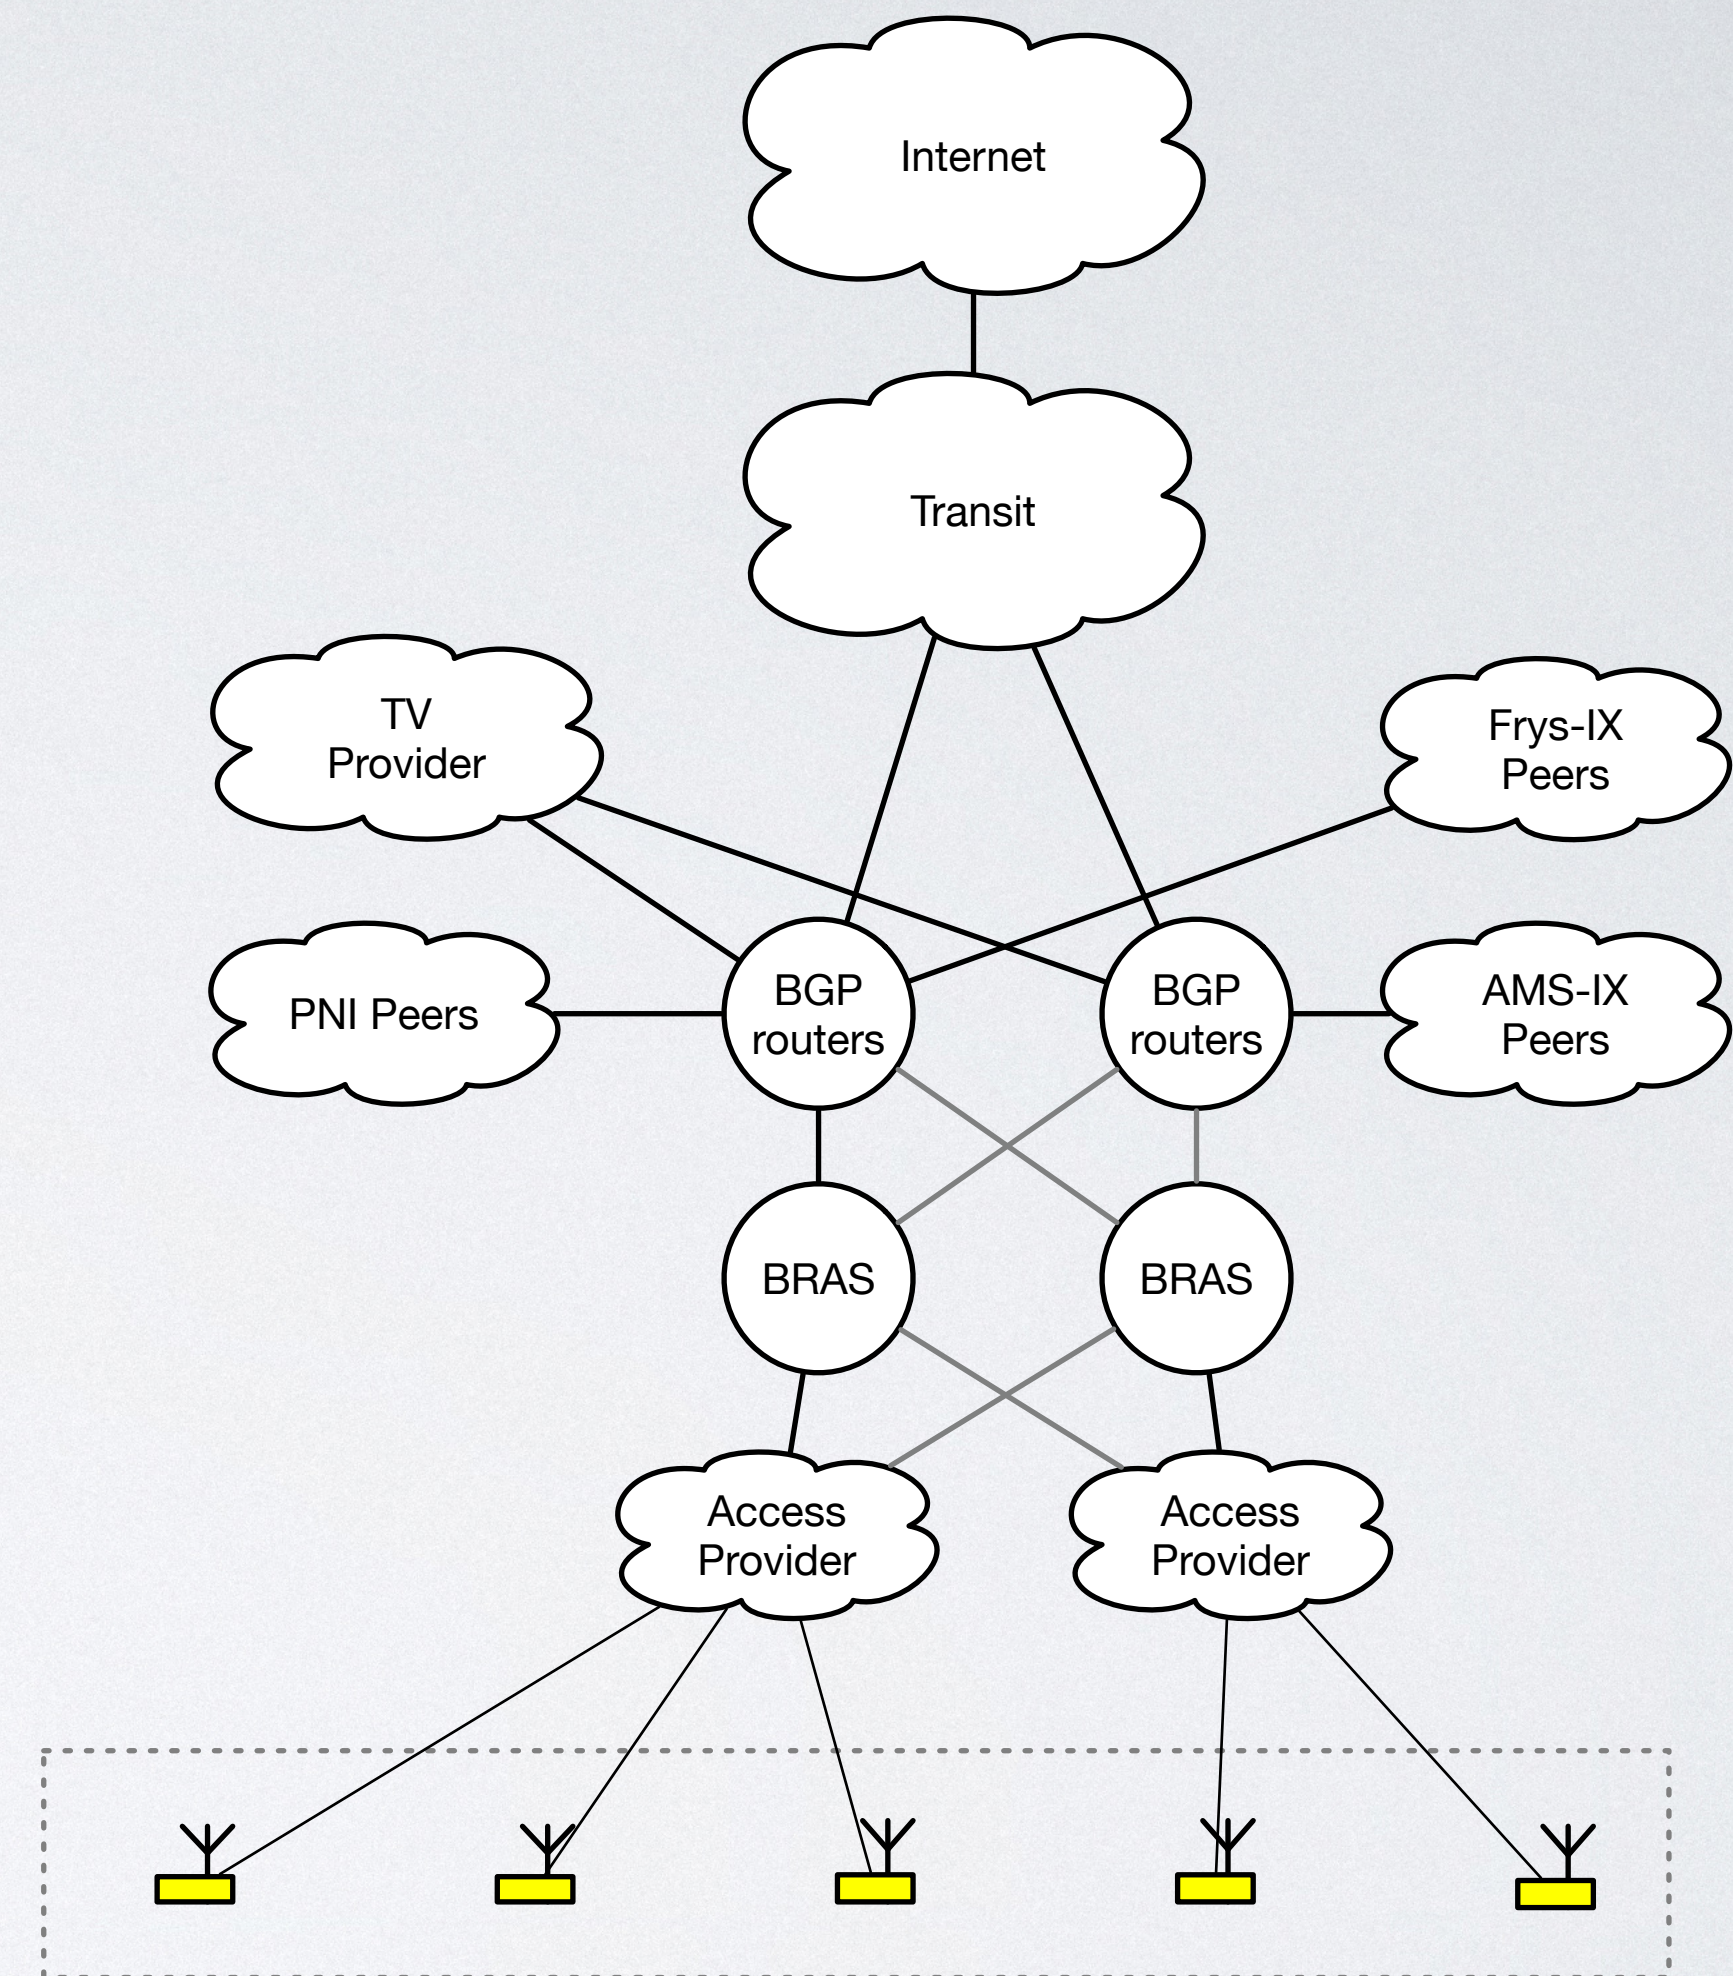 Internet
Transit
TV
Provider
Frys-IX
Peers
PNI Peers
BGP
routers
BGP
routers
AMS-IX
Peers
BRAS
BRAS
Access
Provider
Access
Provider